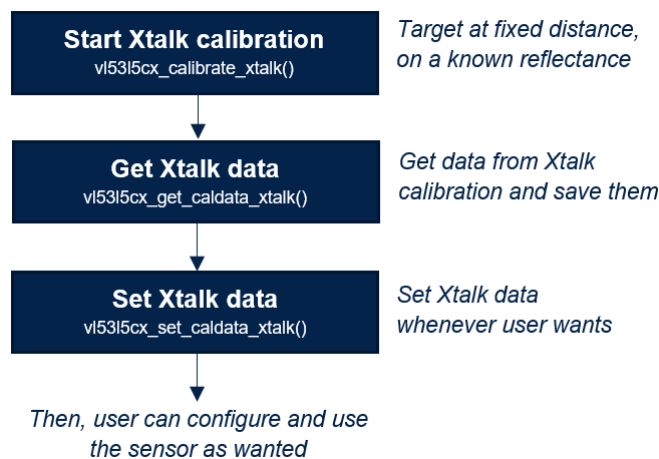 Start Xtalk calibration
vl53l5cx_calibrate_xtalk()
Target at fixed distance,
on a known reflectance
Get Xtalk data
vl53l5cx_get_caldata_xtalk()
Get data from Xtalk
calibration and save them
Set Xtalk data
vl53l5cx_set_caldata_xtalk()
Set Xtalk data
whenever user wants
Then, user can configure and use
the sensor as wanted